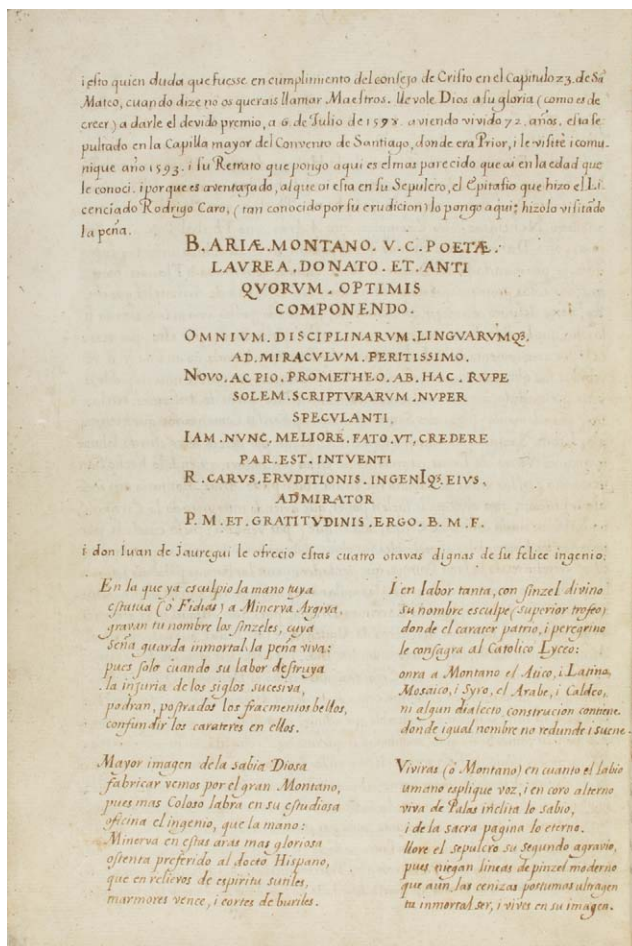 i esto quien duda que fuesse en cumplimiento del consejo de Cristo en el Capitulo 23. de Sā
Mateo, cuando dize no os querais llamar Maestros. llevole Dios a su gloria (como es de
creer) a darle el devido premio, a 6. de Julio de 1598. aviendo vivido 72. años. esta se
pultado en la Capilla mayor del Convento de Santiago, donde era Prior, i le visitè i comu
nique año 1593. i su Retrato que pongo aqui es el mas parecido que ai en la edad que
le conoci. i porque es aventajado, al que oi esta en su Sepulcro, el Epitafio que hizo el Li
cenciado Rodrigo Caro, (tan conocido por su erudicion) lo pongo aqui; hizolo visitādo
la peña.
B. ARIÆ. MONTANO. V. C. POETÆ.
LAVREA. DONATO. ET. ANTI
QVORVM. OPTIMIS
COMPONENDO.
OMNIVM. DISCIPLINARVM. LINGVARVMQȝ.
AD. MIRACVLVM. PERITISSIMO.
NOVO. AC PIO. PROMETHEO. AB. HAC. RVPE
SOLEM. SCRIPTVRARVM. NVPER
SPECVLANTI.
IAM. NVNC. MELIORE. FATO. VT. CREDERE
PAR. EST. INTVENTI
R. CARVS. ERVDITIONIS. INGENIQȝ. EIVS.
ADMIRATOR
P. M. ET. GRATITVDINIS. ERGO. B. M. F.
i don Iuan de Jauregui le ofrecio estas cuatro otavas dignas de su felice ingenio:
En la que ya esculpio la mano tuya
estatua (ò Fidias) a Minerva Argiva,
gravan tu nombre los sinzeles, cuya
seña guarda inmortal la peña viva:
pues solo cuando su labor destruya
la injuria de los siglos sucesiva,
podran, postrados los fracmentos bellos,
confundir los carateres en ellos.
Mayor imagen de la sabia Diosa
fabricar vemos por el gran Montano,
pues mas Coloso labra en su estudiosa
oficina el ingenio, que la mano:
Minerva en estas aras mas gloriosa
ostenta preferido al docto Hispano,
que en relievos de espiritu sutiles,
marmores vence, i cortes de buriles.
I en labor tanta, con sinzel divino
su nombre esculpe (superior trofeo)
donde el carater patrio, i peregrino
le consagra al Catolico Lyceo:
onra a Montano el Atico, i Latino,
Mosaico, i Syro, el Arabe, i Caldeo,
ni algun dialecto, construcion contiene.
donde igual nombre no redunde i suene.
Viviras (ò Montano) en cuanto el labio
umano esplique voz, i en coro alterno
viva de Palas inclita lo sabio,
i de la sacra pagina lo eterno.
llore el sepulcro su segundo agravio,
pues niegan lineas de pinzel moderno
que aun las cenizas postumas ultragen
tu inmortal ser, i vives en su imagen.